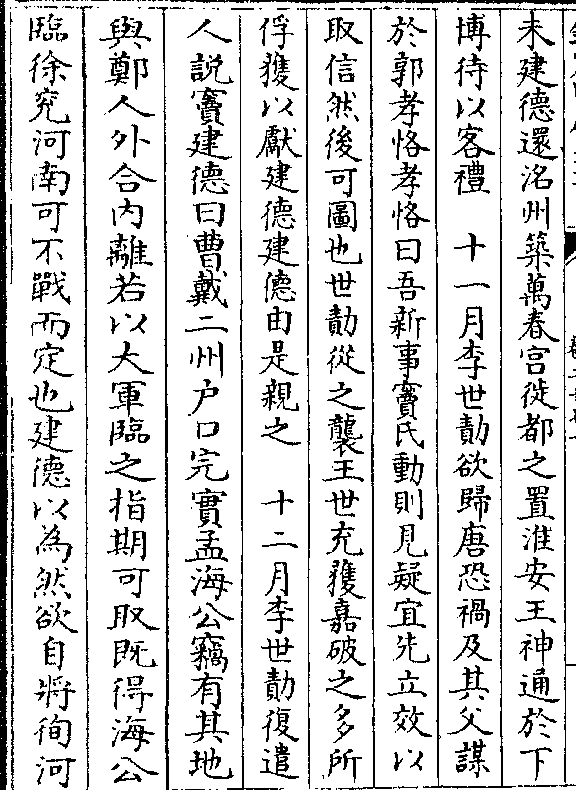 未建德還洺州築萬春宫徙都之置淮安王神通於下
博待以客禮　十一月李世勣欲歸唐恐禍及其父謀
於郭孝恪孝恪曰吾新事竇氏動則見疑宜先立效以
取信然後可圖也世勣從之襲王世充獲嘉破之多所
俘獲以獻建德建德由是親之　十二月李世勣復遣
人説竇建德曰曹戴二州户口完實孟海公竊有其地
與鄭人外合内離若以大軍臨之指期可取既得海公
臨徐兖河南可不戰而定也建德以為然欲自將徇河